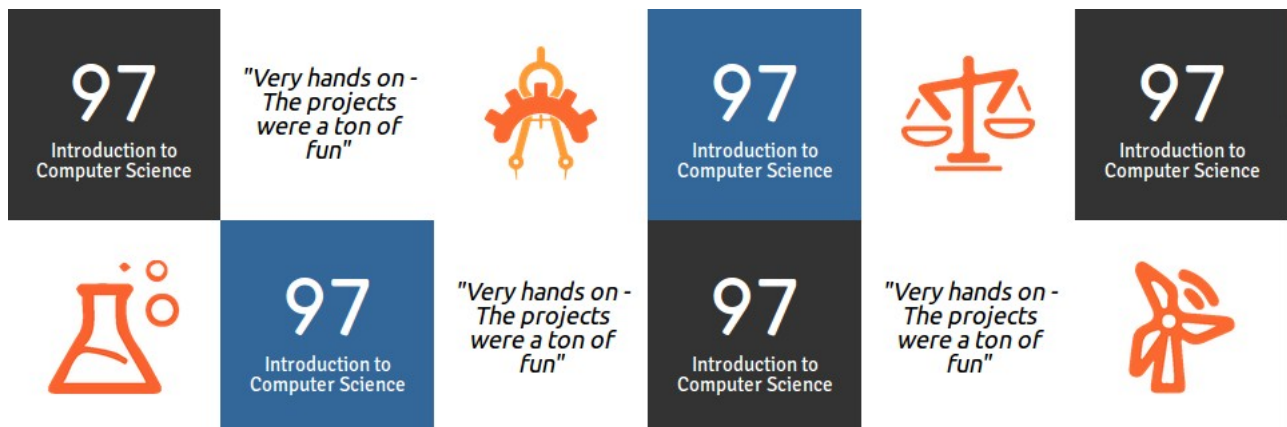 97
Introduction to
Computer Science
"Very hands on -
The projects
were a ton of
fun"
97
Introduction to
Computer Science
97
Introduction to
Computer Science
97
Introduction to
Computer Science
"Very hands on -
The projects
were a ton of
fun"
97
Introduction to
Computer Science
"Very hands on -
The projects
were a ton of
fun"